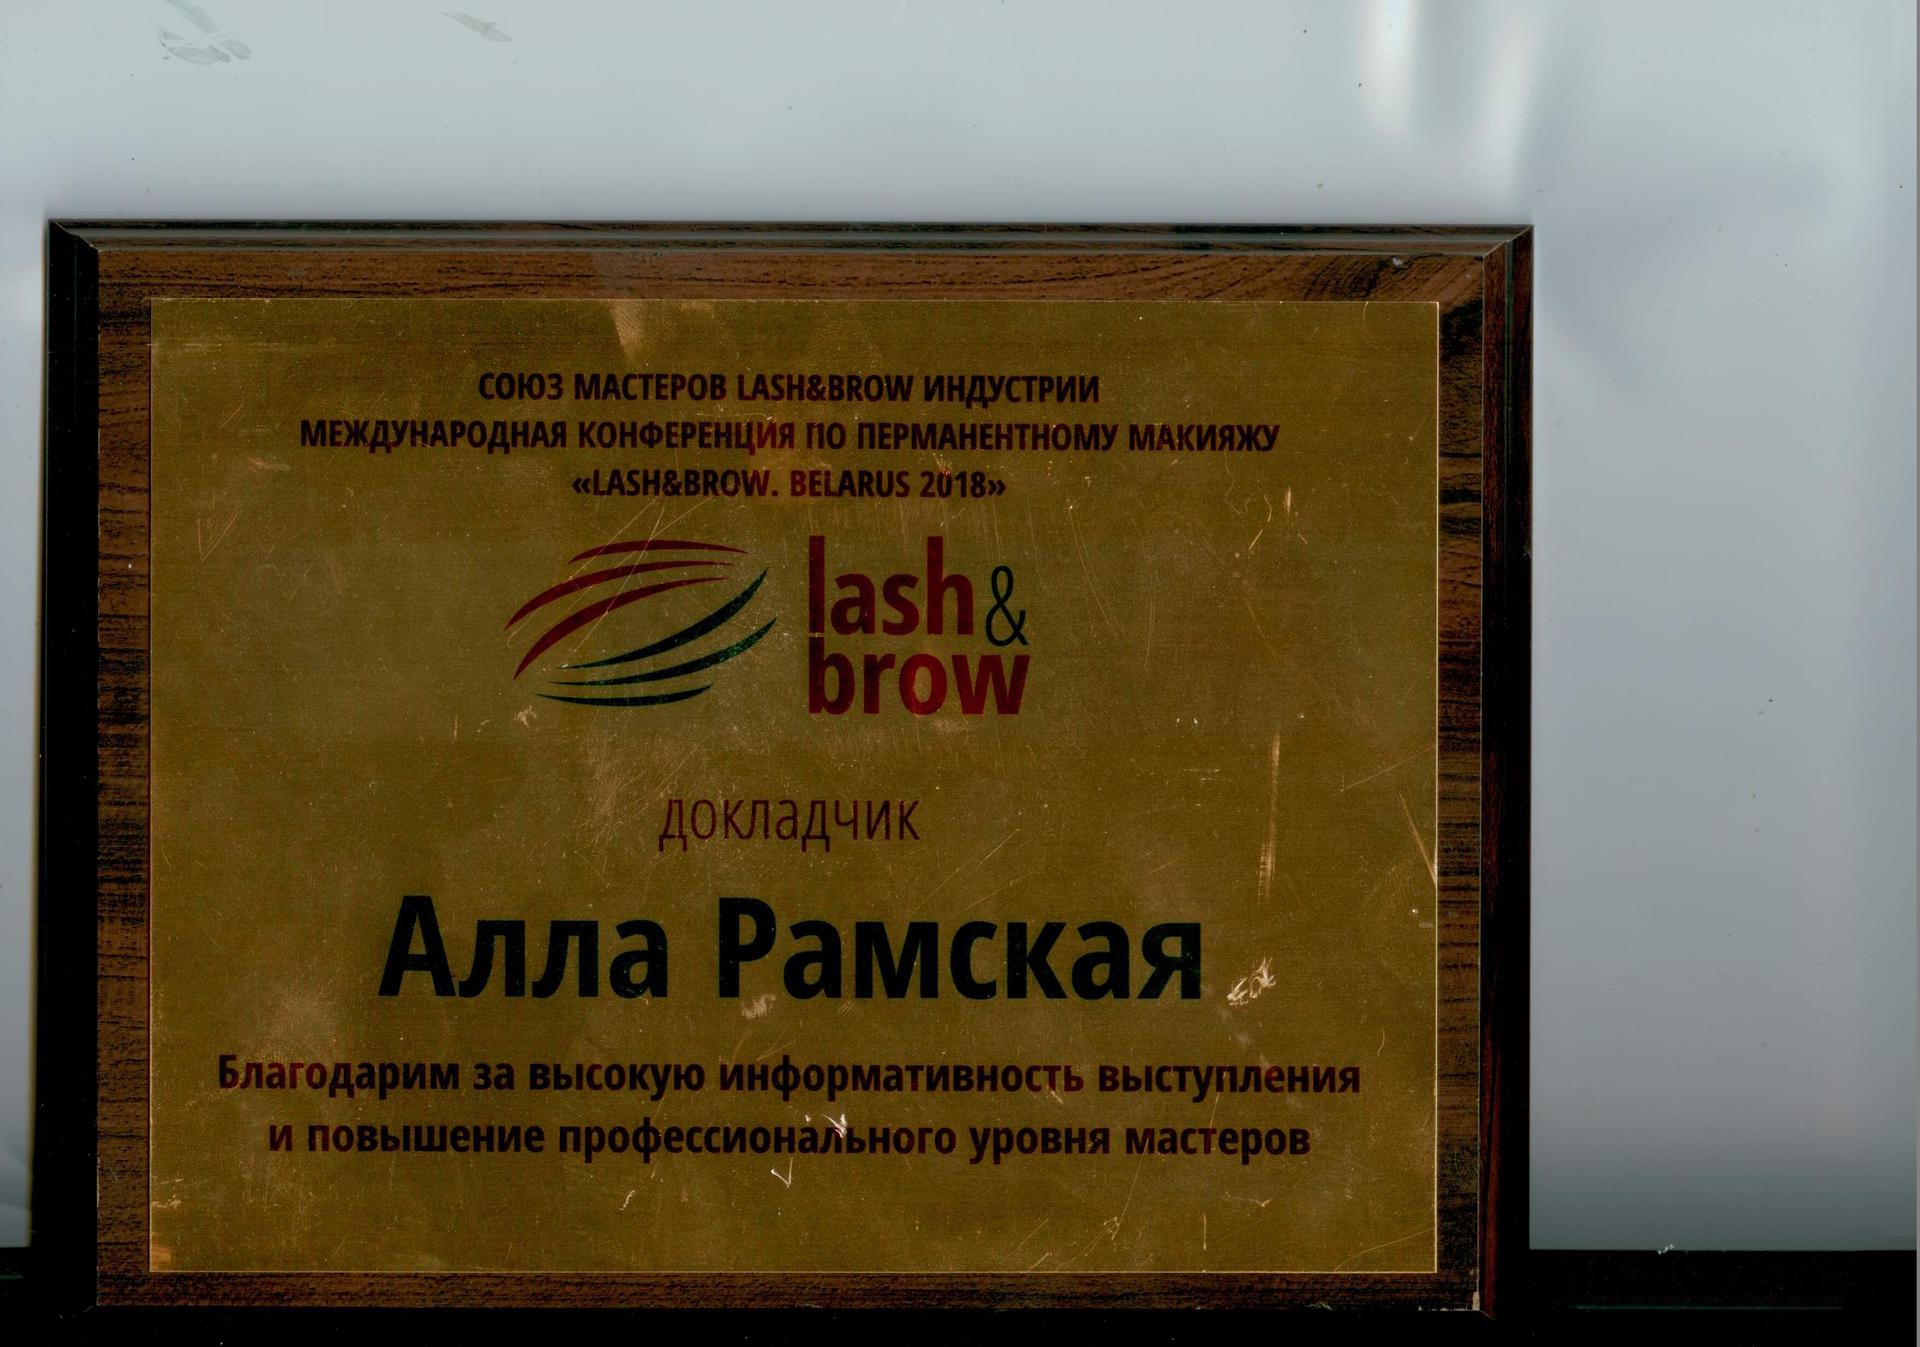 СОЮЗ МАСТЕРОВ LASH&BROW ИНДУСТРИИ
МЕЖДУНАРОДНАЯ КОНФЕРЕНЦИЯ ПО ПЕРМАНЕНТНОМУ МАКИЯЖУ
«LASH&BROW. BELARUS 2018»
lash&
brow
докладчик
Алла Рамская
Благодарим за высокую информативность выступления
и повышение профессионального уровня мастеров